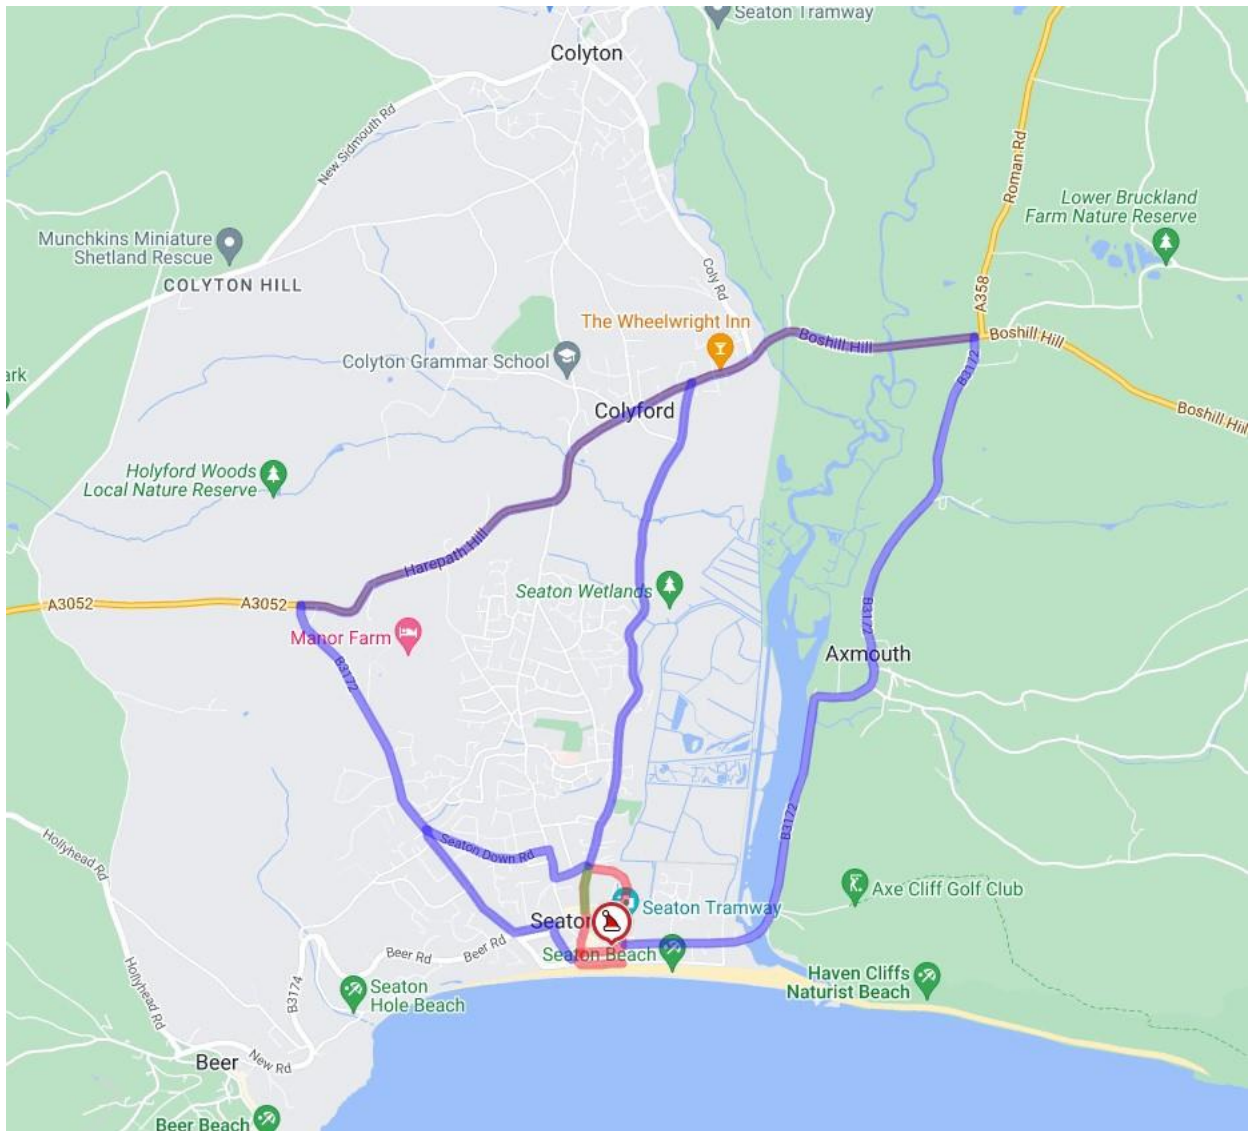 Seaton Tramway
Colyton
New Sidmouth Rd
Roman Rd
Lower Bruckland
Farm Nature Reserve
Munchkins Miniature
Shetland Rescue
COLYTON HILL
Coly Rd
A358
The Wheelwright Inn
Boshill Hill
Boshill Hill
Colyton Grammar School
B3172
ark
Colyford
Boshill Hill
Holyford Woods
Local Nature Reserve
Harepath Hill
Seaton Wetlands
A3052
A3052
B3172
Manor Farm
Axmouth
B3172
B3172
Hollyhead Rd
Seaton Down Rd
Axe Cliff Golf Club
Seaton Tramway
Seaton
Beer Rd
Beer Rd
Seaton Beach
Hollyhead Rd
B3174
Seaton
Hole Beach
Haven Cliffs
Naturist Beach
Beer
New Rd
Beer Beach